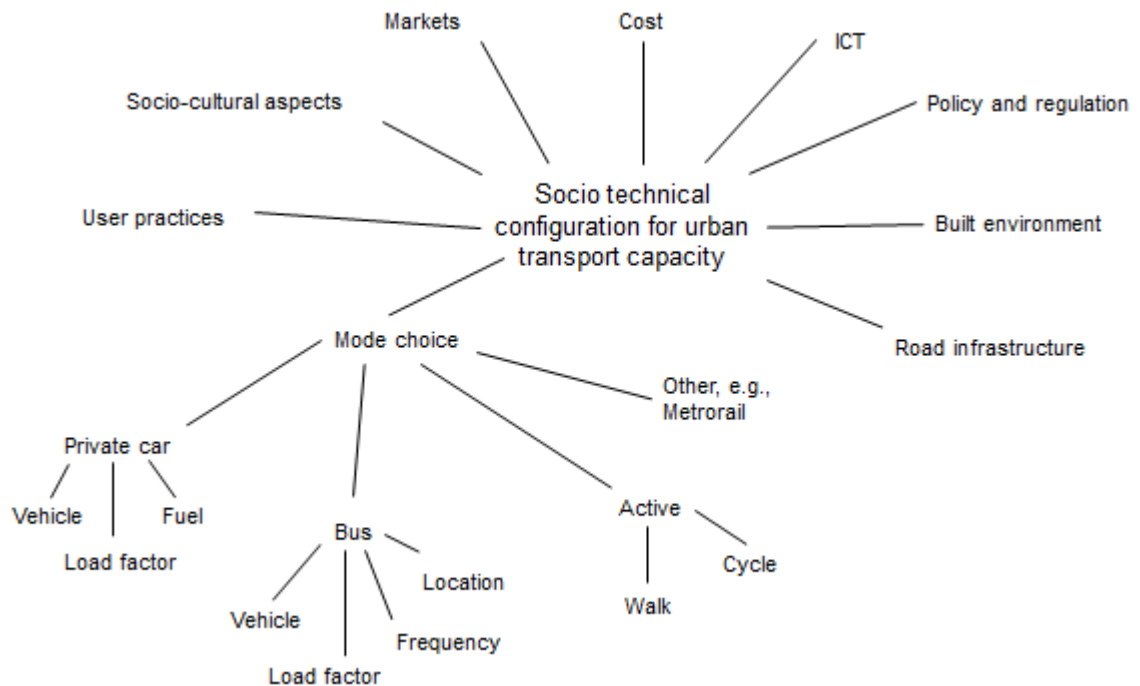 Markets
Cost
ICT
Socio-cultural aspects
Policy and regulation
Socio technical
configuration for urban
transport capacity
User practices
Built environment
Mode choice
Road infrastructure
Other, e.g.,
Metrorail
Private car
Vehicle
Fuel
Load factor
Bus
Location
Vehicle
Frequency
Load factor
Active
Cycle
Walk